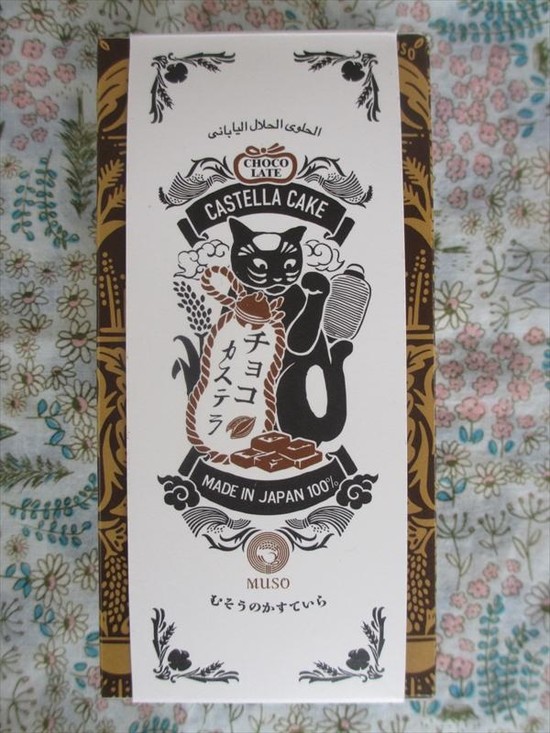 الحلوى الحلال اليابانى
CHOCO
LATE
CASTELLA CAKE
チョコ
カステラ
MADE IN JAPAN 100%
MUSO
むそうのかすていら